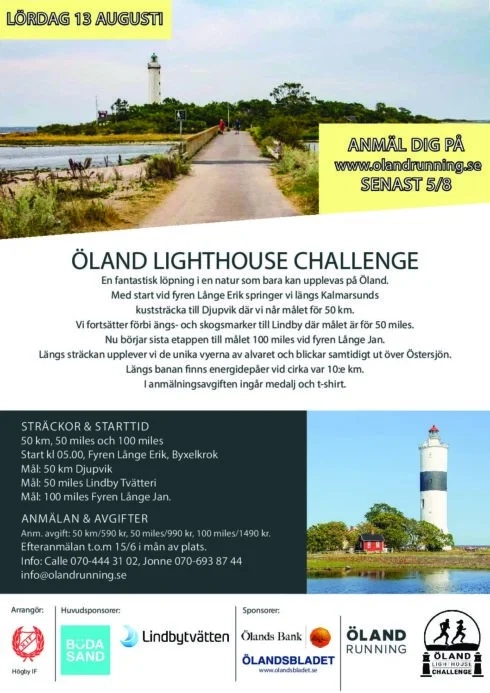 LÖRDAG 13 AUGUSTI
ANMÄL DIG PÅ
www.olandrunning.se
SENAST 5/8
ÖLAND LIGHTHOUSE CHALLENGE
En fantastisk löpning i en natur som bara kan upplevas på Öland.
Med start vid fyren Långe Erik springer vi längs Kalmarsunds
kuststräcka till Djupvik där vi når målet för 50 km.
Vi fortsätter förbi ängs- och skogsmarker till Lindby där målet är för 50 miles.
Nu börjar sista etappen till målet 100 miles vid fyren Långe Jan.
Längs sträckan upplever vi de unika vyerna av alvaret och blickar samtidigt ut över Östersjön.
Längs banan finns energidepåer vid cirka var 10:e km.
I anmälningsavgiften ingår medalj och t-shirt.
STRÄCKOR & STARTTID
50 km, 50 miles och 100 miles
Start kl 05.00, Fyren Långe Erik, Byxelkrok
Mål: 50 km Djupvik
Mål: 50 miles Lindby Tvätteri
Mål: 100 miles Fyren Långe Jan.
ANMÄLAN & AVGIFTER
Anm. avgift: 50 km/590 kr, 50 miles/990 kr, 100 miles/1490 kr.
Efteranmälan t.o.m 15/6 i mån av plats.
Info: Calle 070-444 31 02, Jonne 070-693 87 44
info@olandrunning.se
Arrangör:
Högby IF
Huvudsponsorer:
BÖDA
SAND
Lindbytvätten
Sponsorer:
Ölands Bank
ÖLANDSBLADET
www.olandsbladet.se
ÖLAND
RUNNING
ÖLAND
LIGHTHOUSE
CHALLENGE